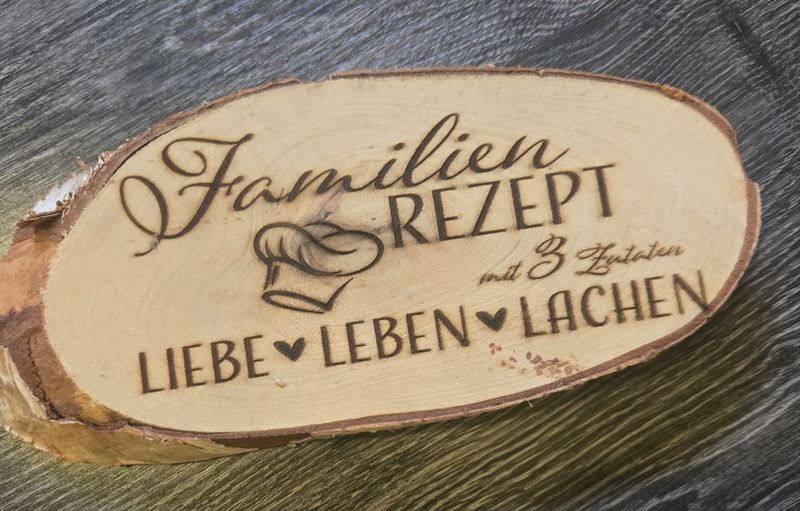 Familien
REZEPT
mit 3 Zutaten
LIEBE♥LEBEN♥LACHEN